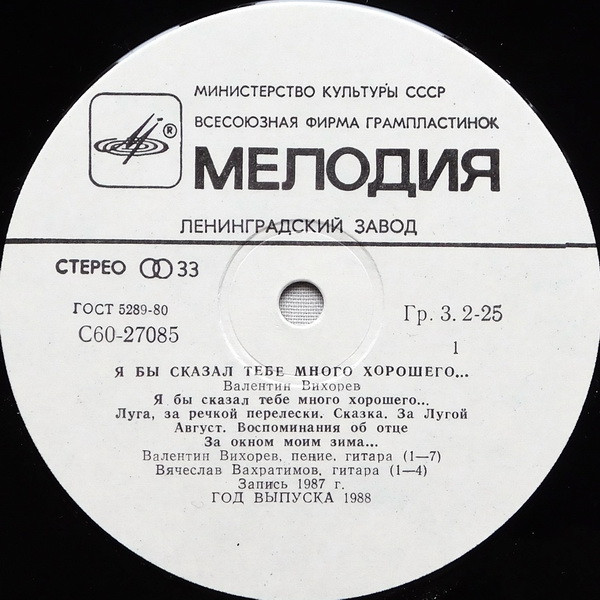 МИНИСТЕРСТВО КУЛЬТУРЫ СССР
ВСЕСОЮЗНАЯ ФИРМА ГРАМПЛАСТИНОК
®
МЕЛОДИЯ
ЛЕНИНГРАДСКИЙ ЗАВОД
СТЕРЕО 33
ГОСТ 5289-80
Гр. 3. 2-25
С60-27085
1
Я БЫ СКАЗАЛ ТЕБЕ МНОГО ХОРОШЕГО...
Валентин Вихорев
Я бы сказал тебе много хорошего...
Луга, за речкой перелески. Сказка. За Лугой
Август. Воспоминания об отце
За окном моим зима...
Валентин Вихорев, пение, гитара (1—7)
Вячеслав Вахратимов, гитара (1—4)
Запись 1987 г.
ГОД ВЫПУСКА 1988